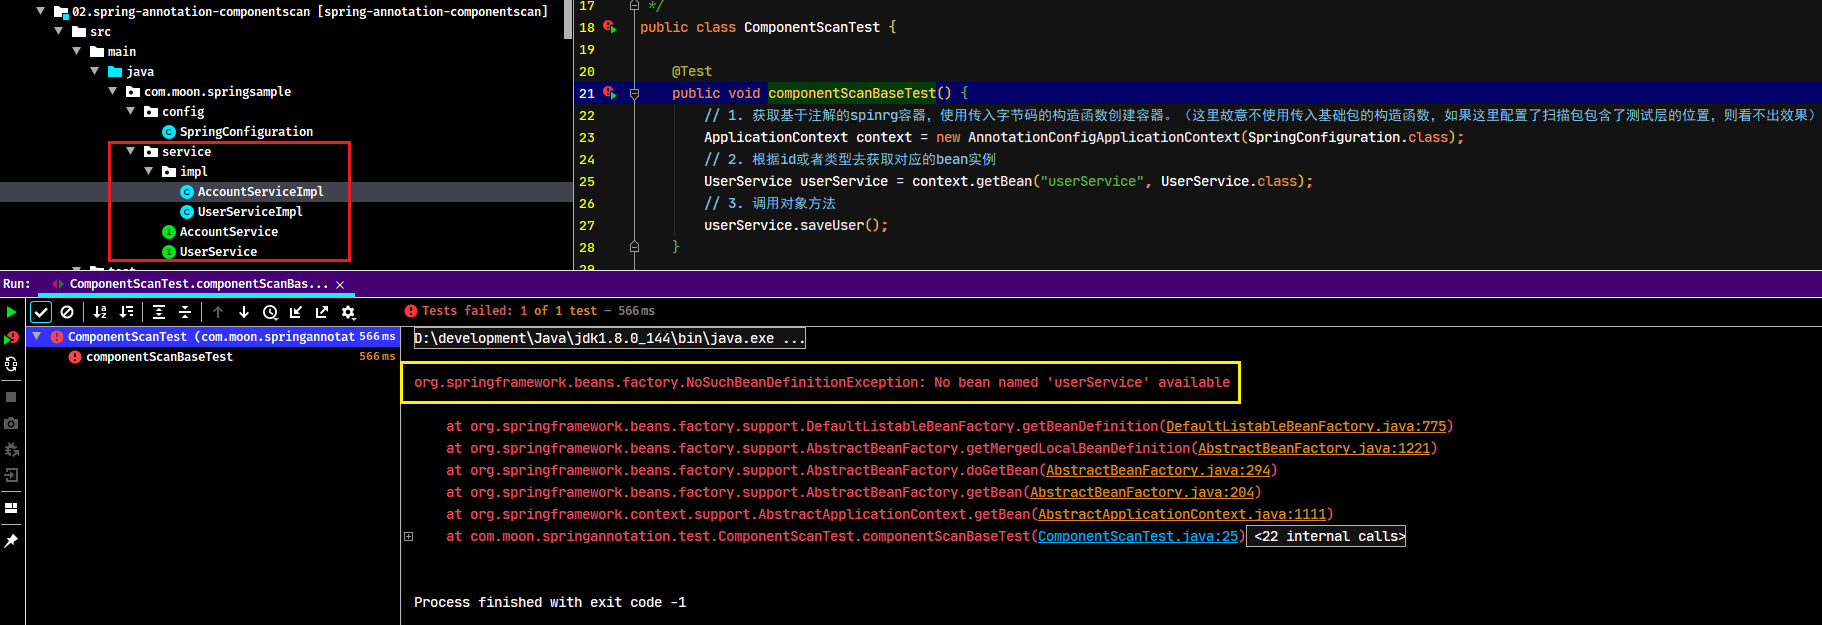 02.spring-annotation-componentscan [spring-annotation-componentscan]
src
main
java
com.moon.springsample
config
SpringConfiguration
service
impl
AccountServiceImpl
UserServiceImpl
AccountService
UserService
17 */
18 public class ComponentScanTest {
19
20 @Test
21 public void componentScanBaseTest() {
22 // 1. 获取基于注解的spinrg容器，使用传入字节码的构造函数创建容器。（这里故意不使用传入基础包的构造函数，如果这里配置了扫描包包含了测试层的位置，则看不出效果）
23 ApplicationContext context = new AnnotationConfigApplicationContext(SpringConfiguration.class);
24 // 2. 根据id或者类型去获取对应的bean实例
25 UserService userService = context.getBean("userService", UserService.class);
26 // 3. 调用对象方法
27 userService.saveUser();
28 }
Run: ComponentScanTest.componentScanBas... ×
Tests failed: 1 of 1 test – 566 ms
ComponentScanTest (com.moon.springannotat 566 ms
componentScanBaseTest 566 ms
D:\development\Java\jdk1.8.0_144\bin\java.exe ...
org.springframework.beans.factory.NoSuchBeanDefinitionException: No bean named 'userService' available
at org.springframework.beans.factory.support.DefaultListableBeanFactory.getBeanDefinition(DefaultListableBeanFactory.java:775)
at org.springframework.beans.factory.support.AbstractBeanFactory.getMergedLocalBeanDefinition(AbstractBeanFactory.java:1221)
at org.springframework.beans.factory.support.AbstractBeanFactory.doGetBean(AbstractBeanFactory.java:294)
at org.springframework.beans.factory.support.AbstractBeanFactory.getBean(AbstractBeanFactory.java:204)
at org.springframework.context.support.AbstractApplicationContext.getBean(AbstractApplicationContext.java:1111)
at com.moon.springannotation.test.ComponentScanTest.componentScanBaseTest(ComponentScanTest.java:25) <22 internal calls>
Process finished with exit code -1